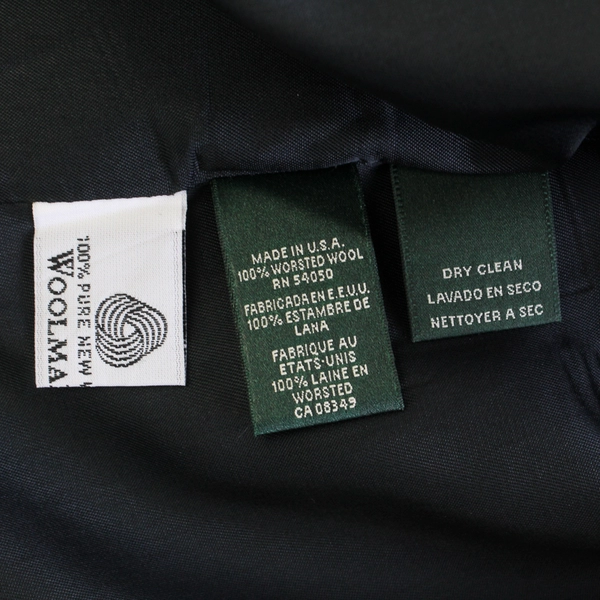 100% PURE NEW
WOOLMA
MADE IN U.S.A.
100% WORSTED WOOL
RN 54050
FABRICADA EN E.E.U.U.
100% ESTAMBRE DE
LANA
FABRIQUE AU
ETATS-UNIS
100% LAINE EN
WORSTED
CA 08349
DRY CLEAN
LAVADO EN SECO
NETTOYER A SEC